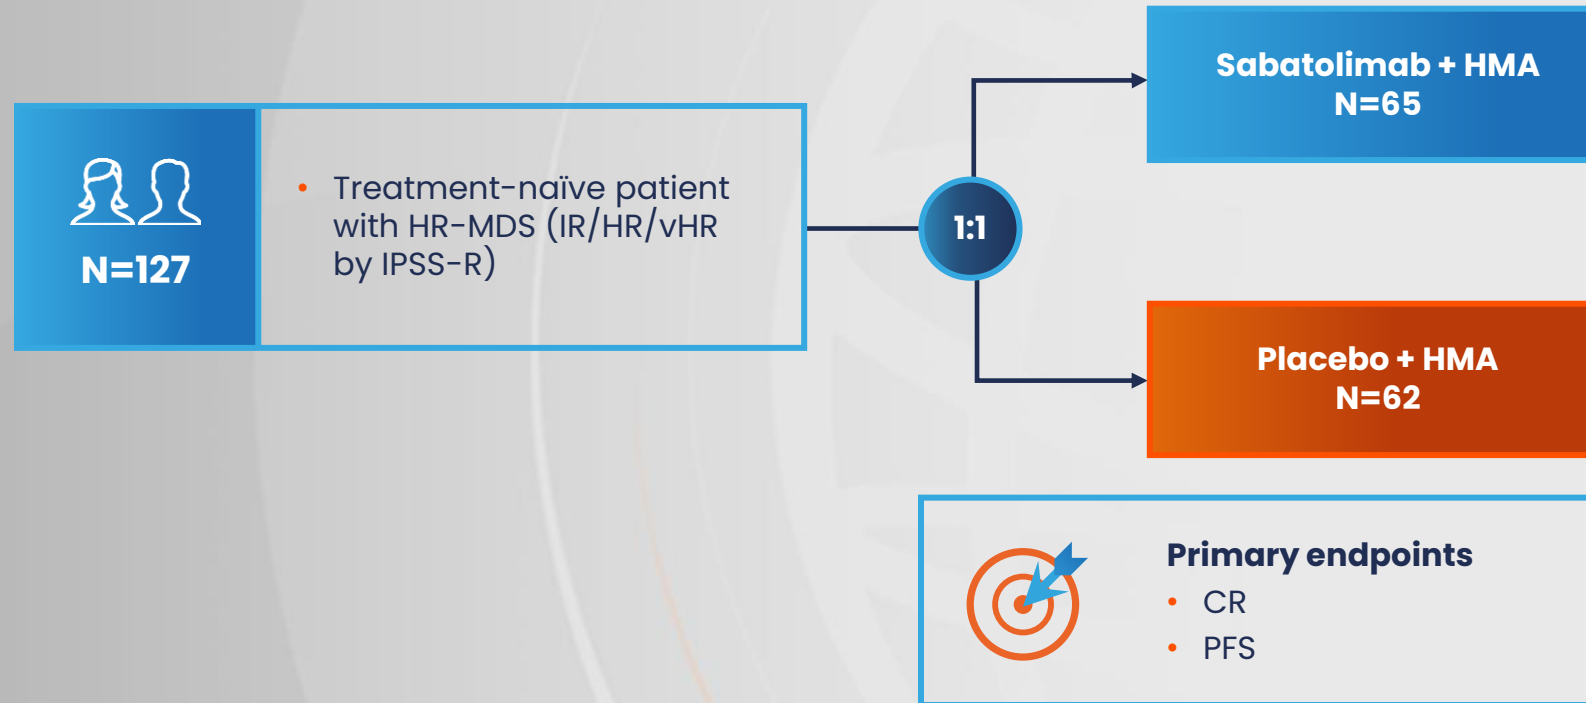 N=127
• Treatment-naïve patient
with HR-MDS (IR/HR/vHR
by IPSS-R)
1:1
Sabatolimab + HMA
N=65
Placebo + HMA
N=62
Primary endpoints
• CR
• PFS